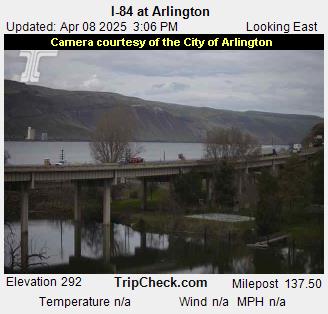 I-84 at Arlington
Updated: Apr 08 2025 3:06 PM Looking East
Camera courtesy of the City of Arlington
Elevation 292 TripCheck.com Milepost 137.50
Temperature n/a Wind n/a MPH n/a